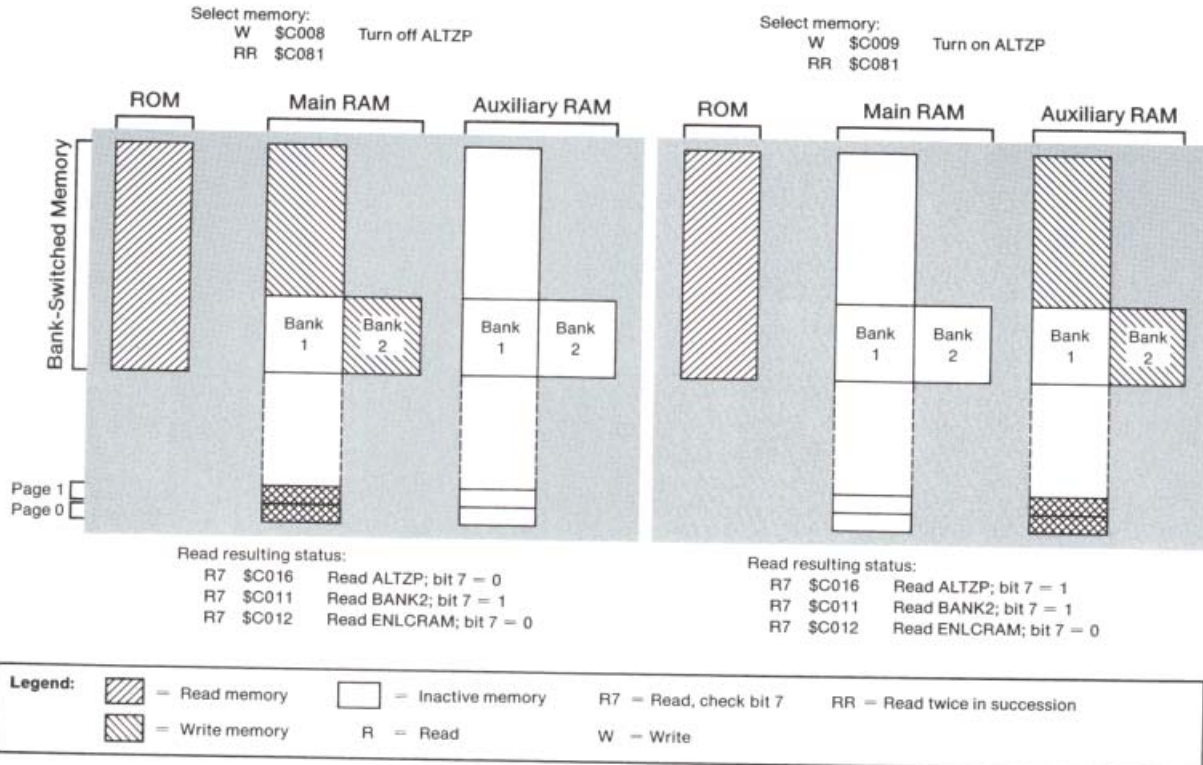 Select memory:
W $C008 Turn off ALTZP
RR $C081
ROM Main RAM Auxiliary RAM
Bank-Switched Memory
Bank 1
Bank 2
Bank 1
Bank 2
Page 1
Page 0
Read resulting status:
R7 $C016 Read ALTZP; bit 7 = 0
R7 $C011 Read BANK2; bit 7 = 1
R7 $C012 Read ENLCRAM; bit 7 = 0
Select memory:
W $C009 Turn on ALTZP
RR $C081
ROM Main RAM Auxiliary RAM
Bank 1
Bank 2
Bank 1
Bank 2
Read resulting status:
R7 $C016 Read ALTZP; bit 7 = 1
R7 $C011 Read BANK2; bit 7 = 1
R7 $C012 Read ENLCRAM; bit 7 = 0
Legend:
= Read memory = Inactive memory R7 = Read, check bit 7 RR = Read twice in succession
= Write memory R = Read W = Write